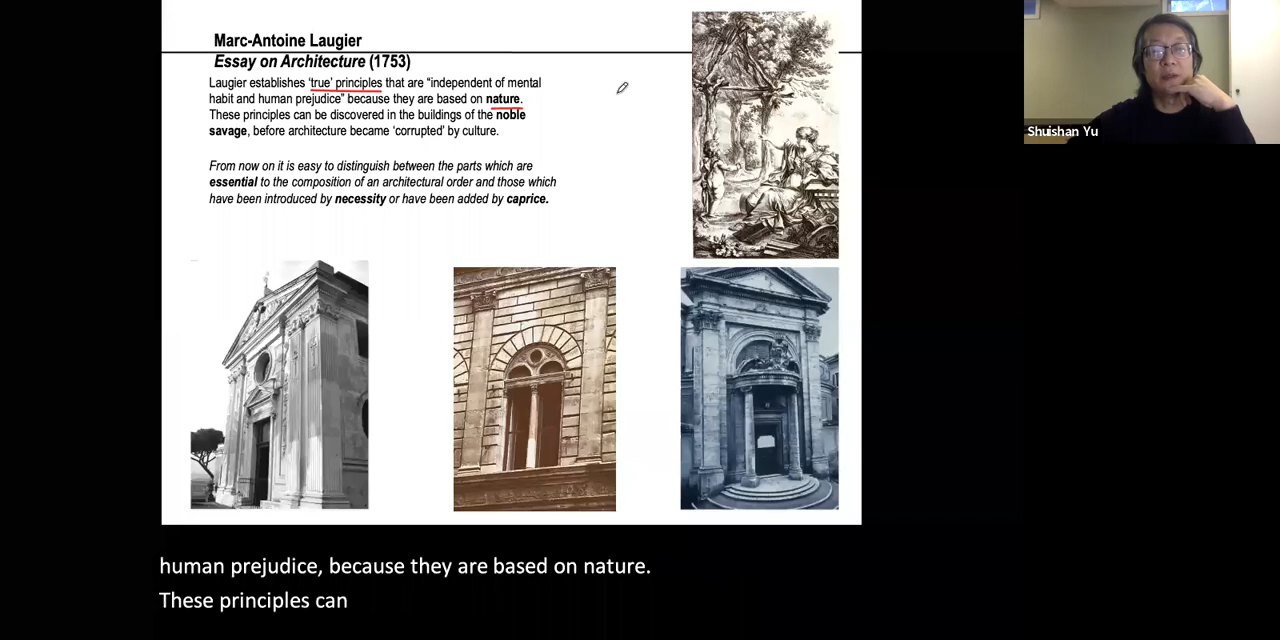 Marc-Antoine Laugier
Essay on Architecture (1753)
Laugier establishes ‘true’ principles that are “independent of mental
habit and human prejudice” because they are based on nature.
These principles can be discovered in the buildings of the noble
savage, before architecture became ‘corrupted’ by culture.
From now on it is easy to distinguish between the parts which are
essential to the composition of an architectural order and those which
have been introduced by necessity or have been added by caprice.
Shuishan Yu
human prejudice, because they are based on nature.
These principles can